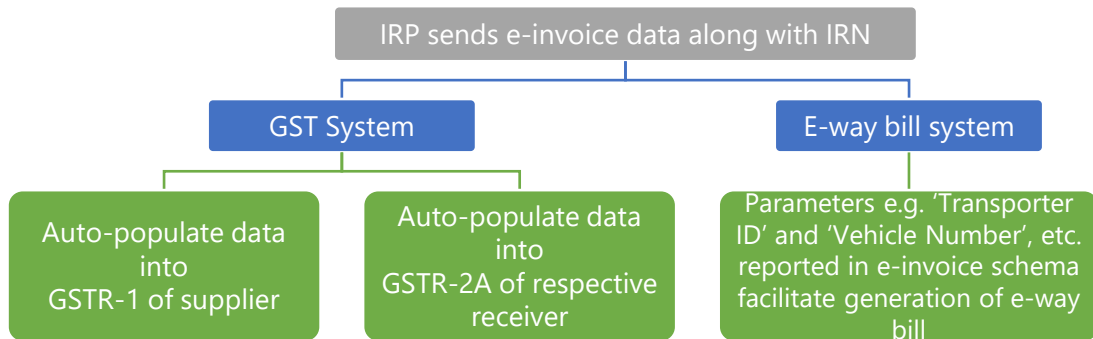 IRP sends e-invoice data along with IRN
GST System
E-way bill system
Auto-populate data
into
GSTR-1 of supplier
Auto-populate data
into
GSTR-2A of respective
receiver
Parameters e.g. ‘Transporter
ID’ and ‘Vehicle Number’, etc.
reported in e-invoice schema
facilitate generation of e-way
bill